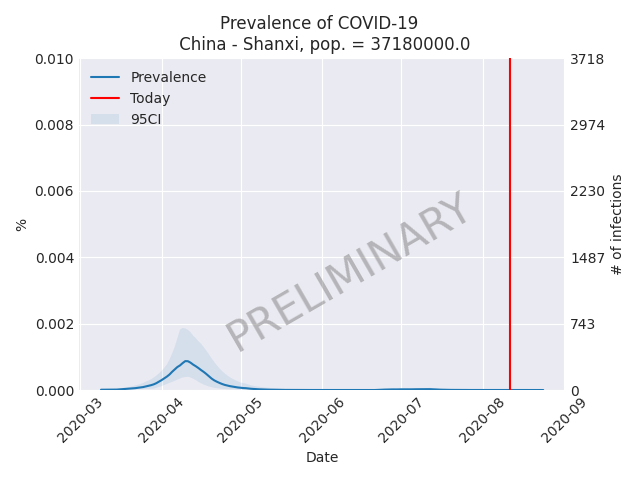 Prevalence of COVID-19
China - Shanxi, pop. = 37180000.0
Prevalence
Today
95CI
0.010
0.008
0.006
0.004
0.002
0.000
%
3718
2974
2230
1487
743
0
# of infections
PRELIMINARY
2020-03
2020-04
2020-05
2020-06
2020-07
2020-08
2020-09
Date